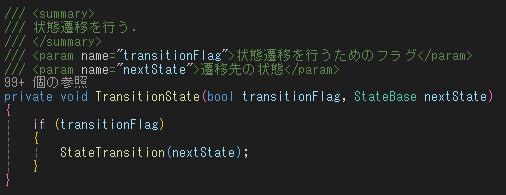 /// <summary>
/// 状態遷移を行う.
/// </summary>
/// <param name="transitionFlag">状態遷移を行うためのフラグ</param>
/// <param name="nextState">遷移先の状態</param>
99+ 個の参照
private void TransitionState(bool transitionFlag, StateBase nextState)
{
    if (transitionFlag)
    {
        StateTransition(nextState);
    }
}